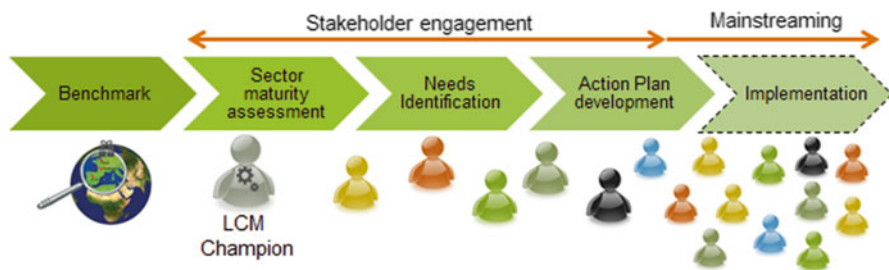 Stakeholder engagement
Mainstreaming
Benchmark
Sector
maturity
assessment
Needs
Identification
Action Plan
development
Implementation
LCM
Champion